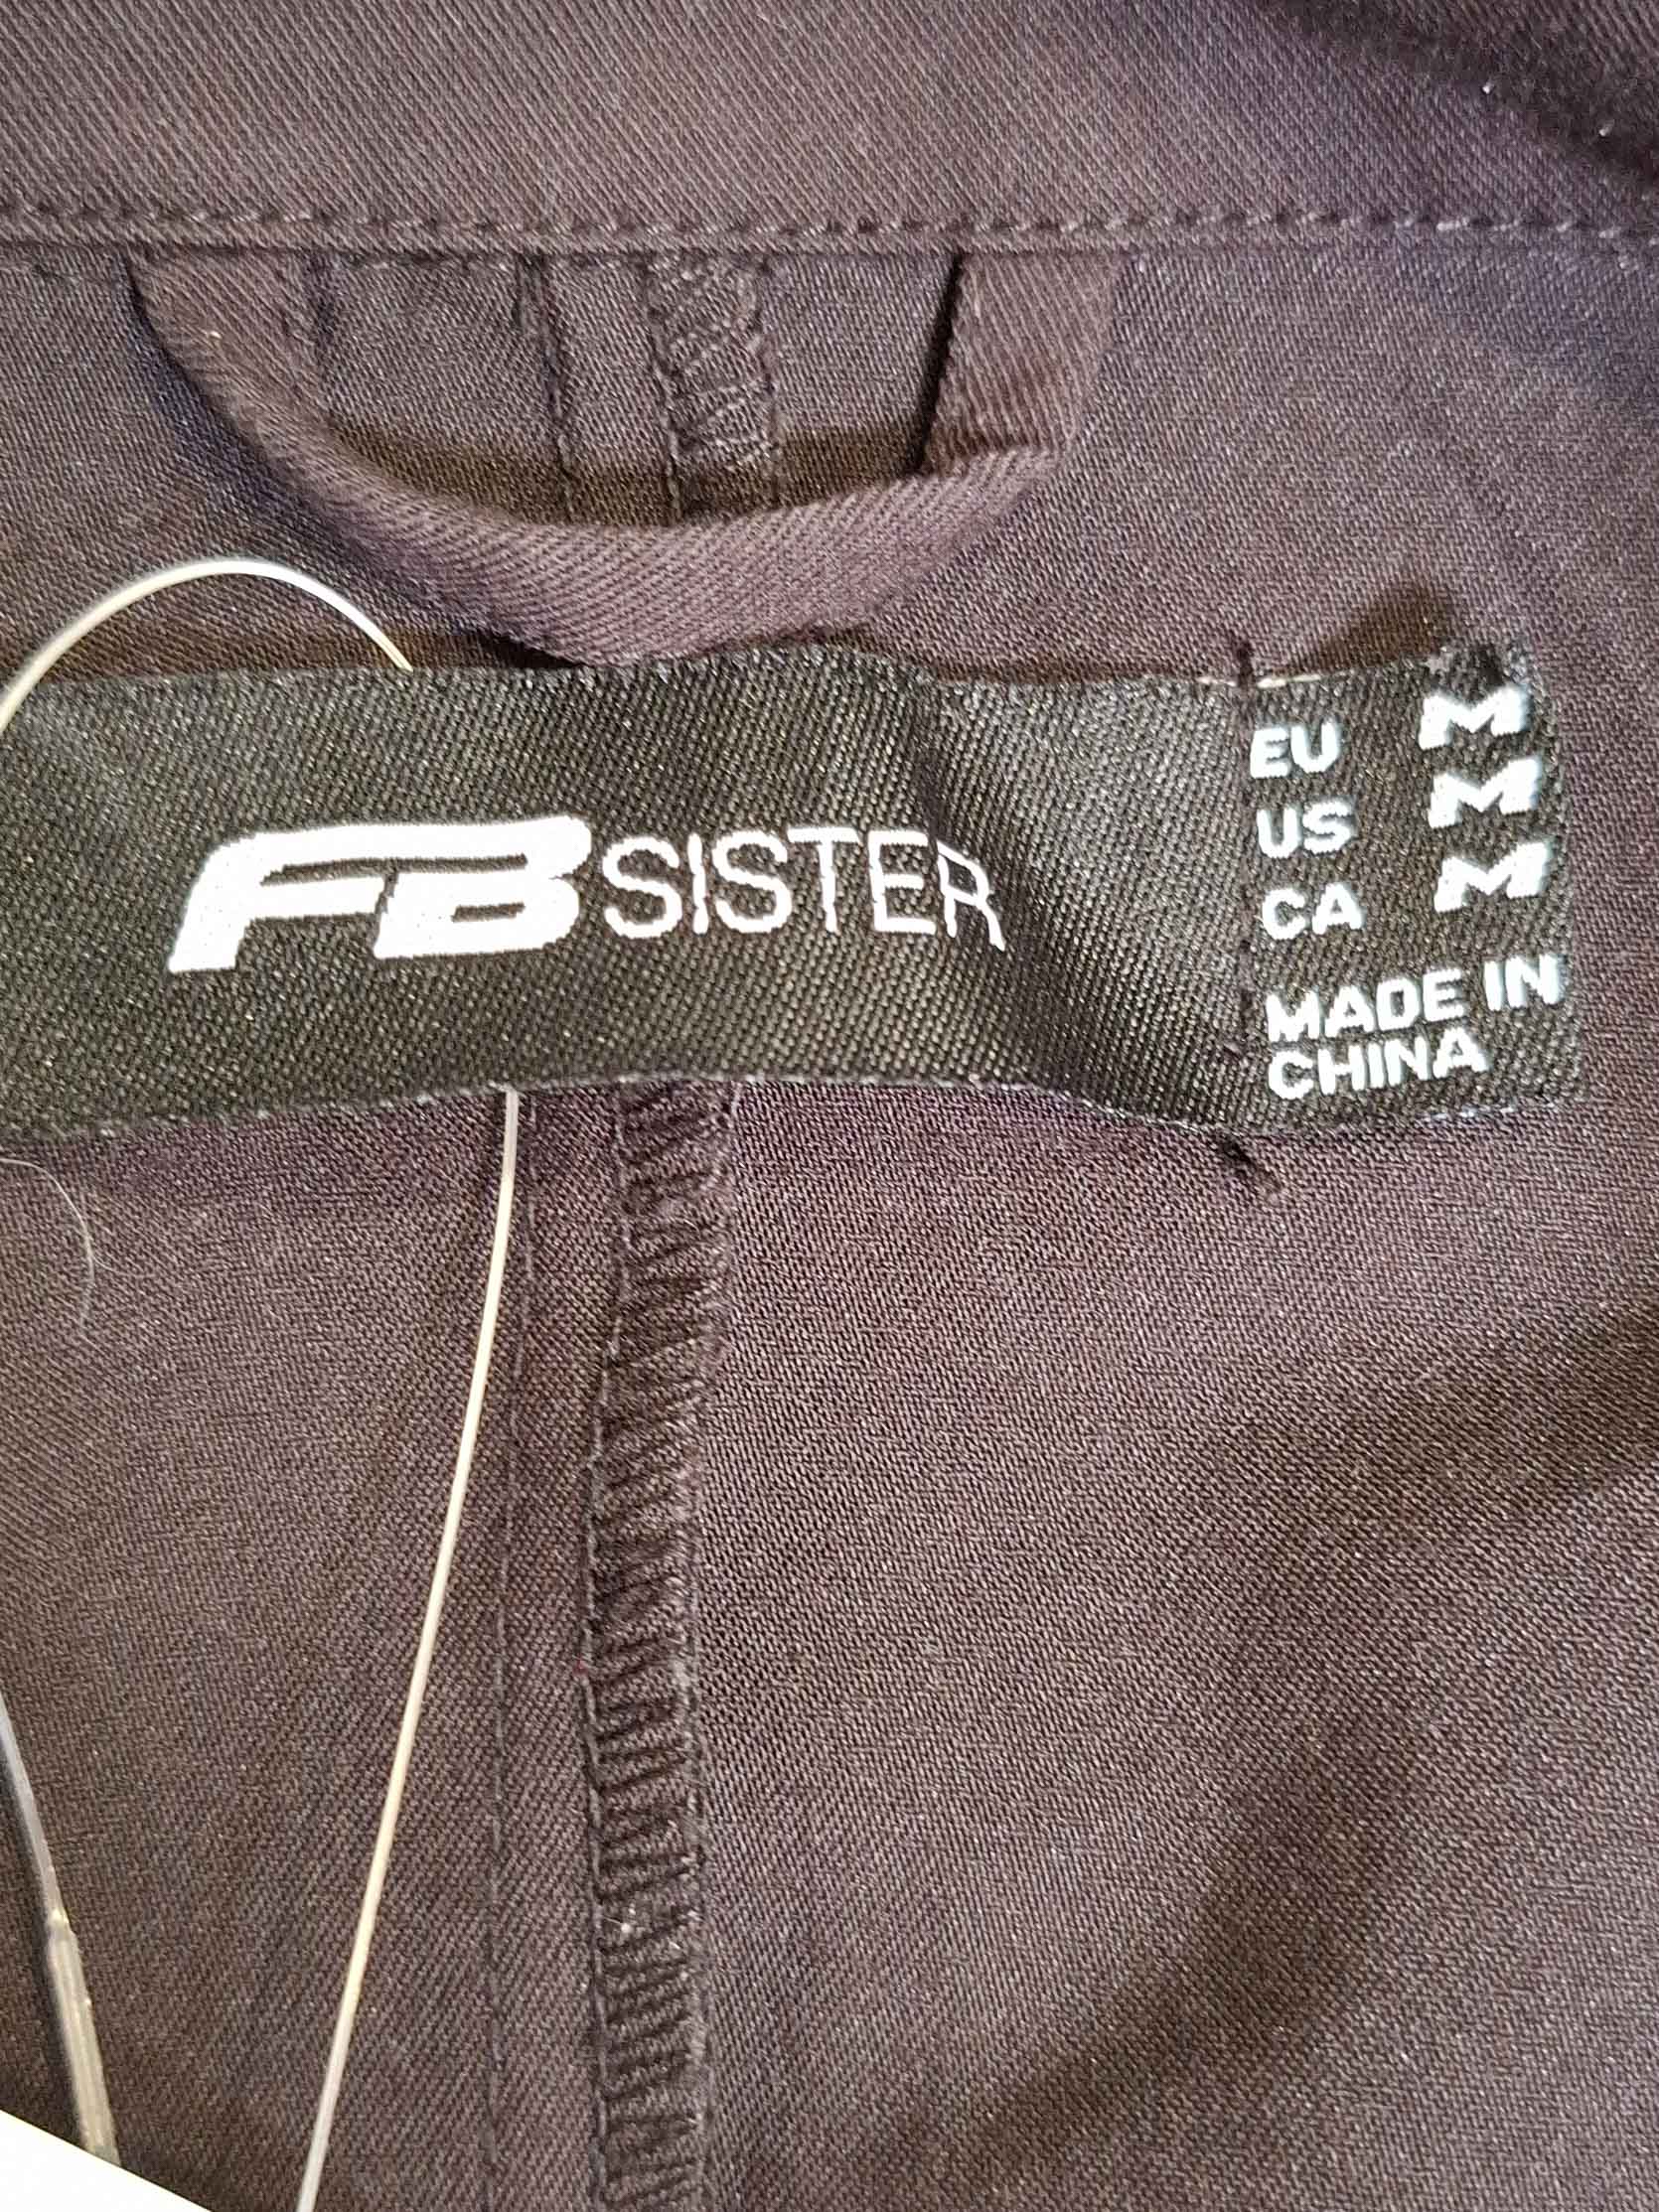 FB SISTER
EU M
US M
CA M
MADE IN
CHINA